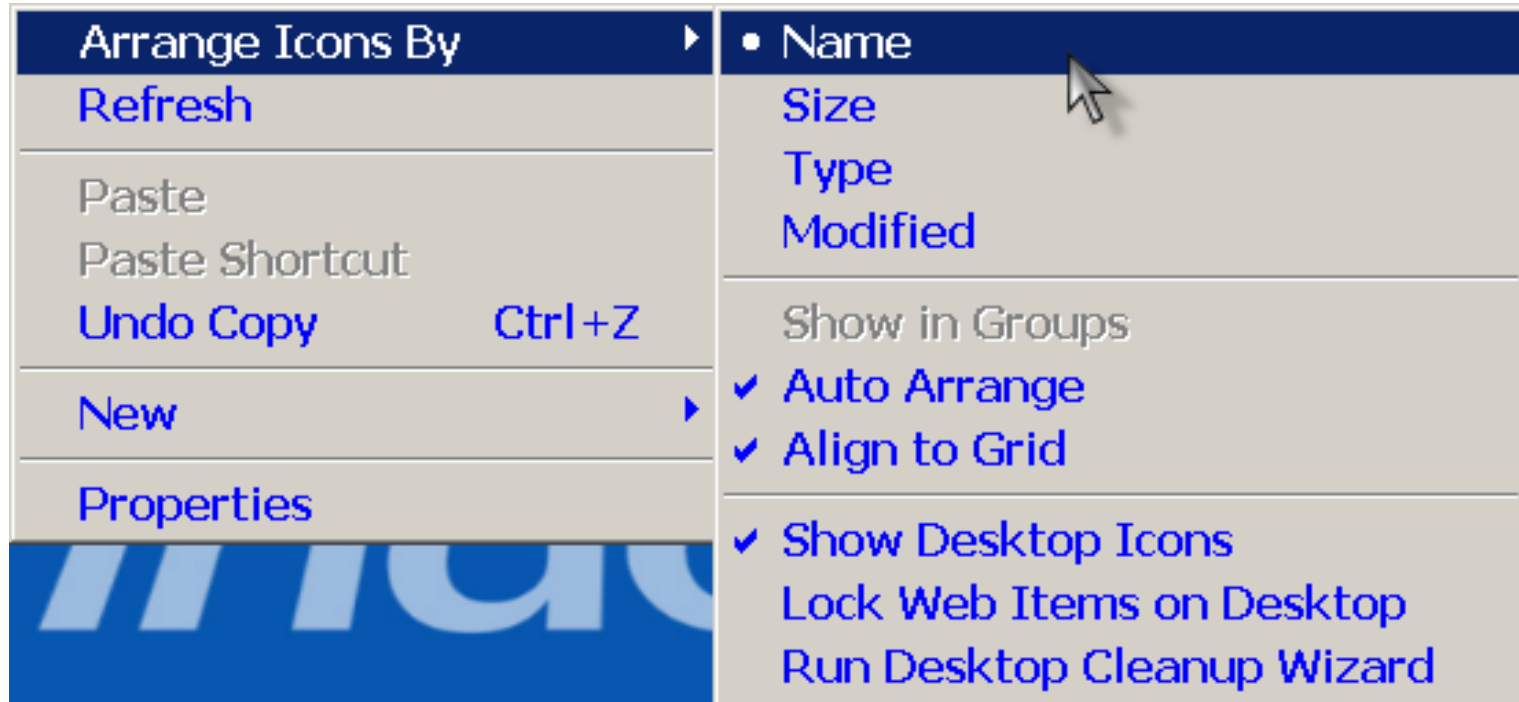 Arrange Icons By
Refresh
Paste
Paste Shortcut
Undo Copy Ctrl+Z
New
Properties
Name
Size
Type
Modified
Show in Groups
Auto Arrange
Align to Grid
Show Desktop Icons
Lock Web Items on Desktop
Run Desktop Cleanup Wizard